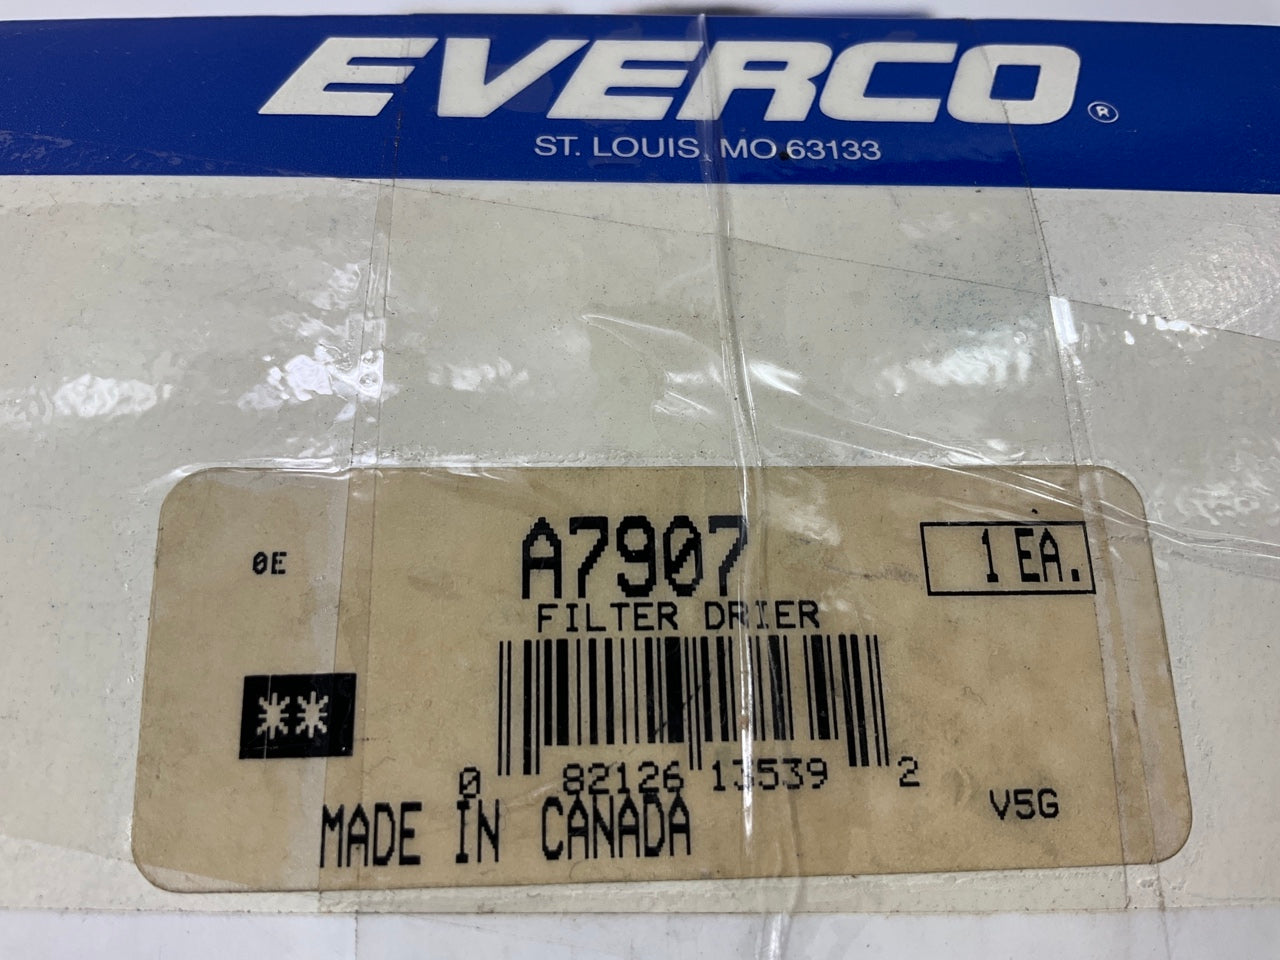 EVERCO®
ST. LOUIS, MO 63133
0E
A7907
1 EA.
FILTER DRIER
**
0 82126 13539 2
V5G
MADE IN CANADA